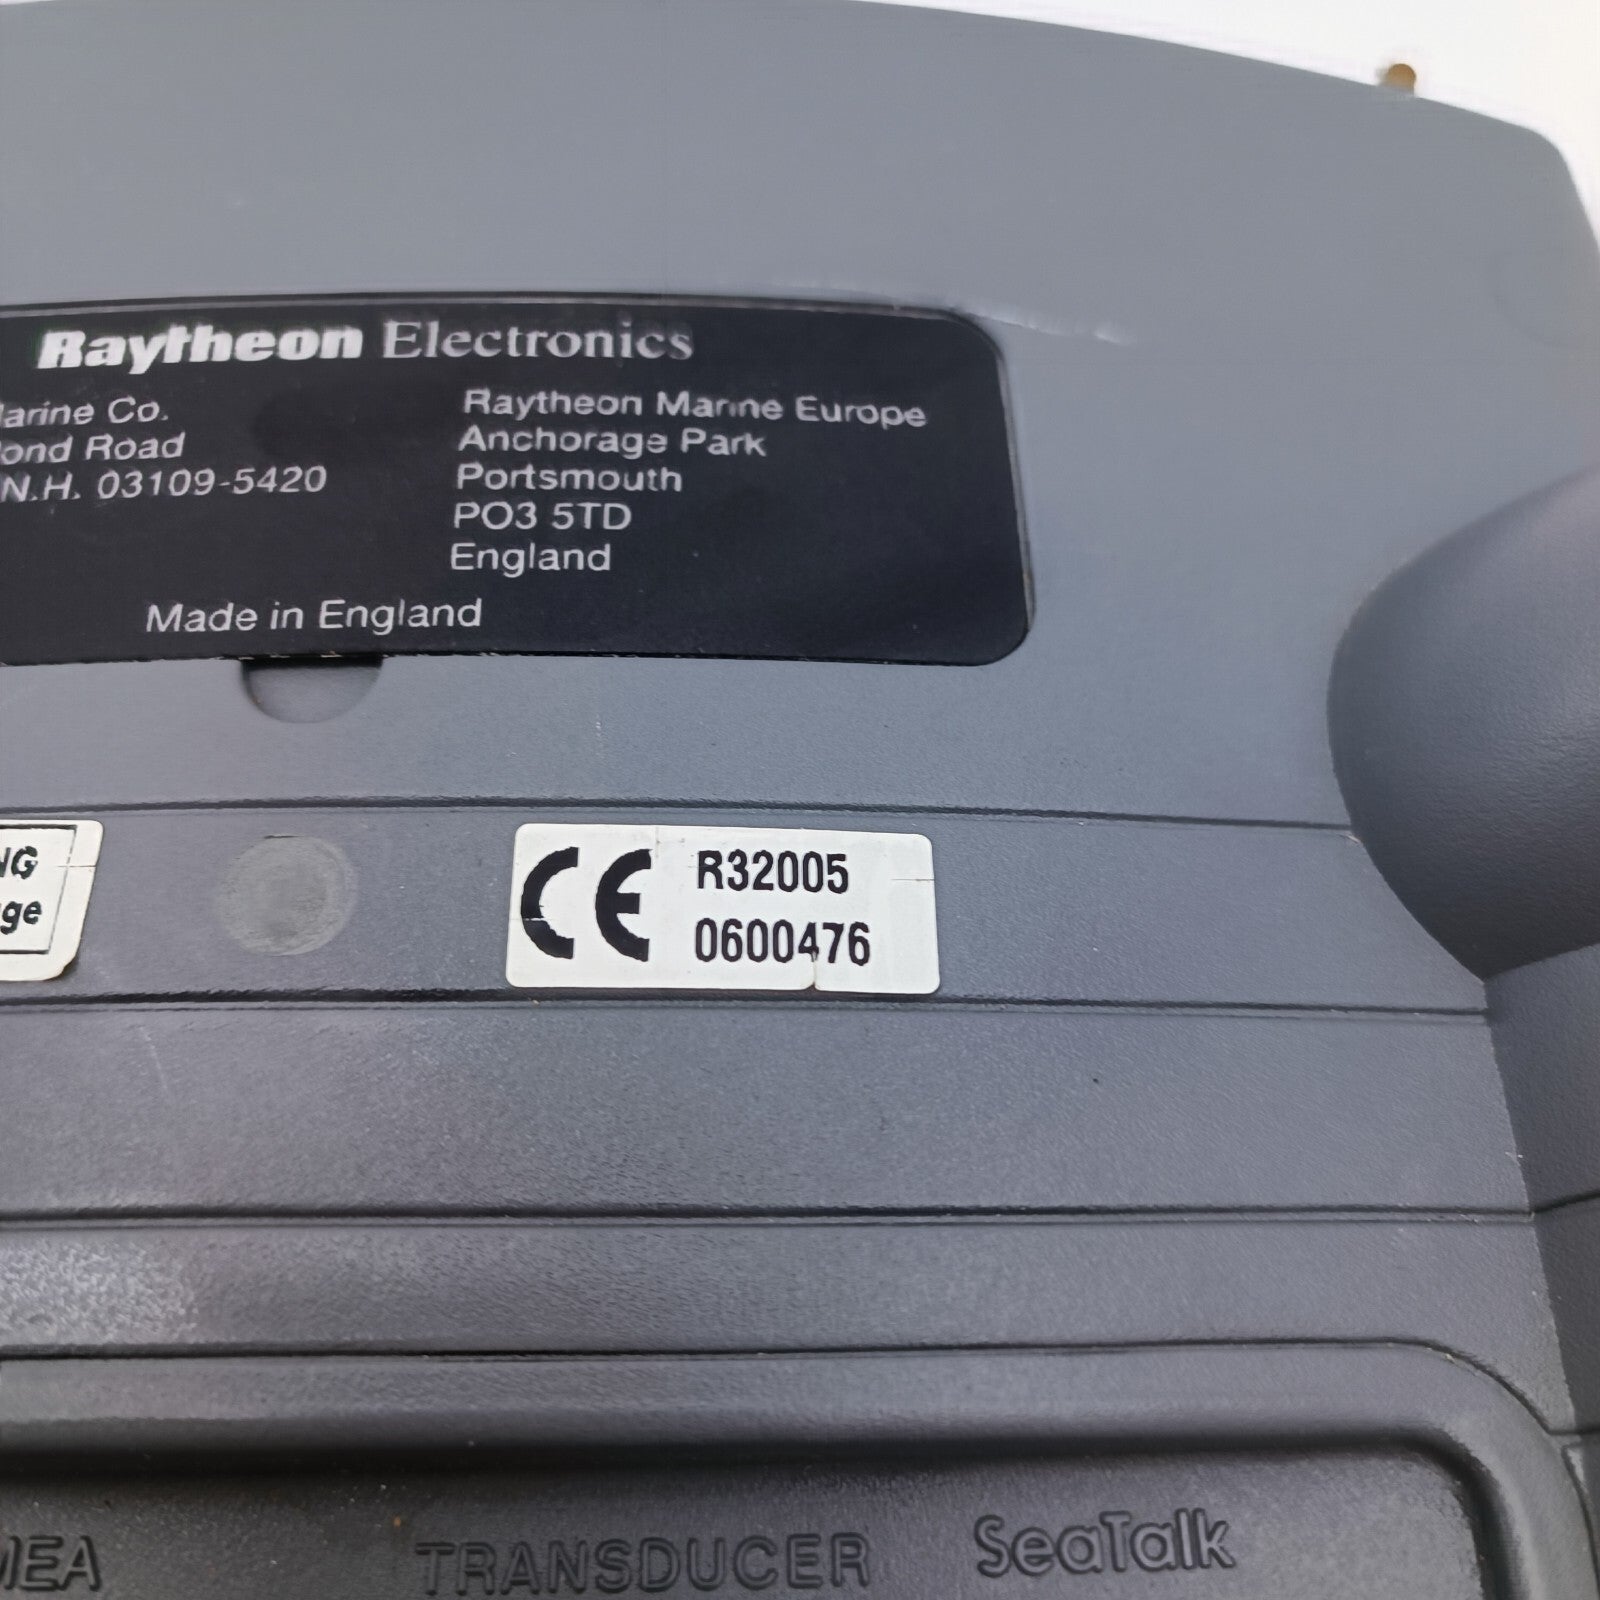 Raytheon Electronics
arine Co.
ond Road
N.H. 03109-5420
Raytheon Marine Europe
Anchorage Park
Portsmouth
PO3 5TD
England
Made in England
NG
ge
CE R32005
0600476
MEA
TRANSDUCER
SeaTalk